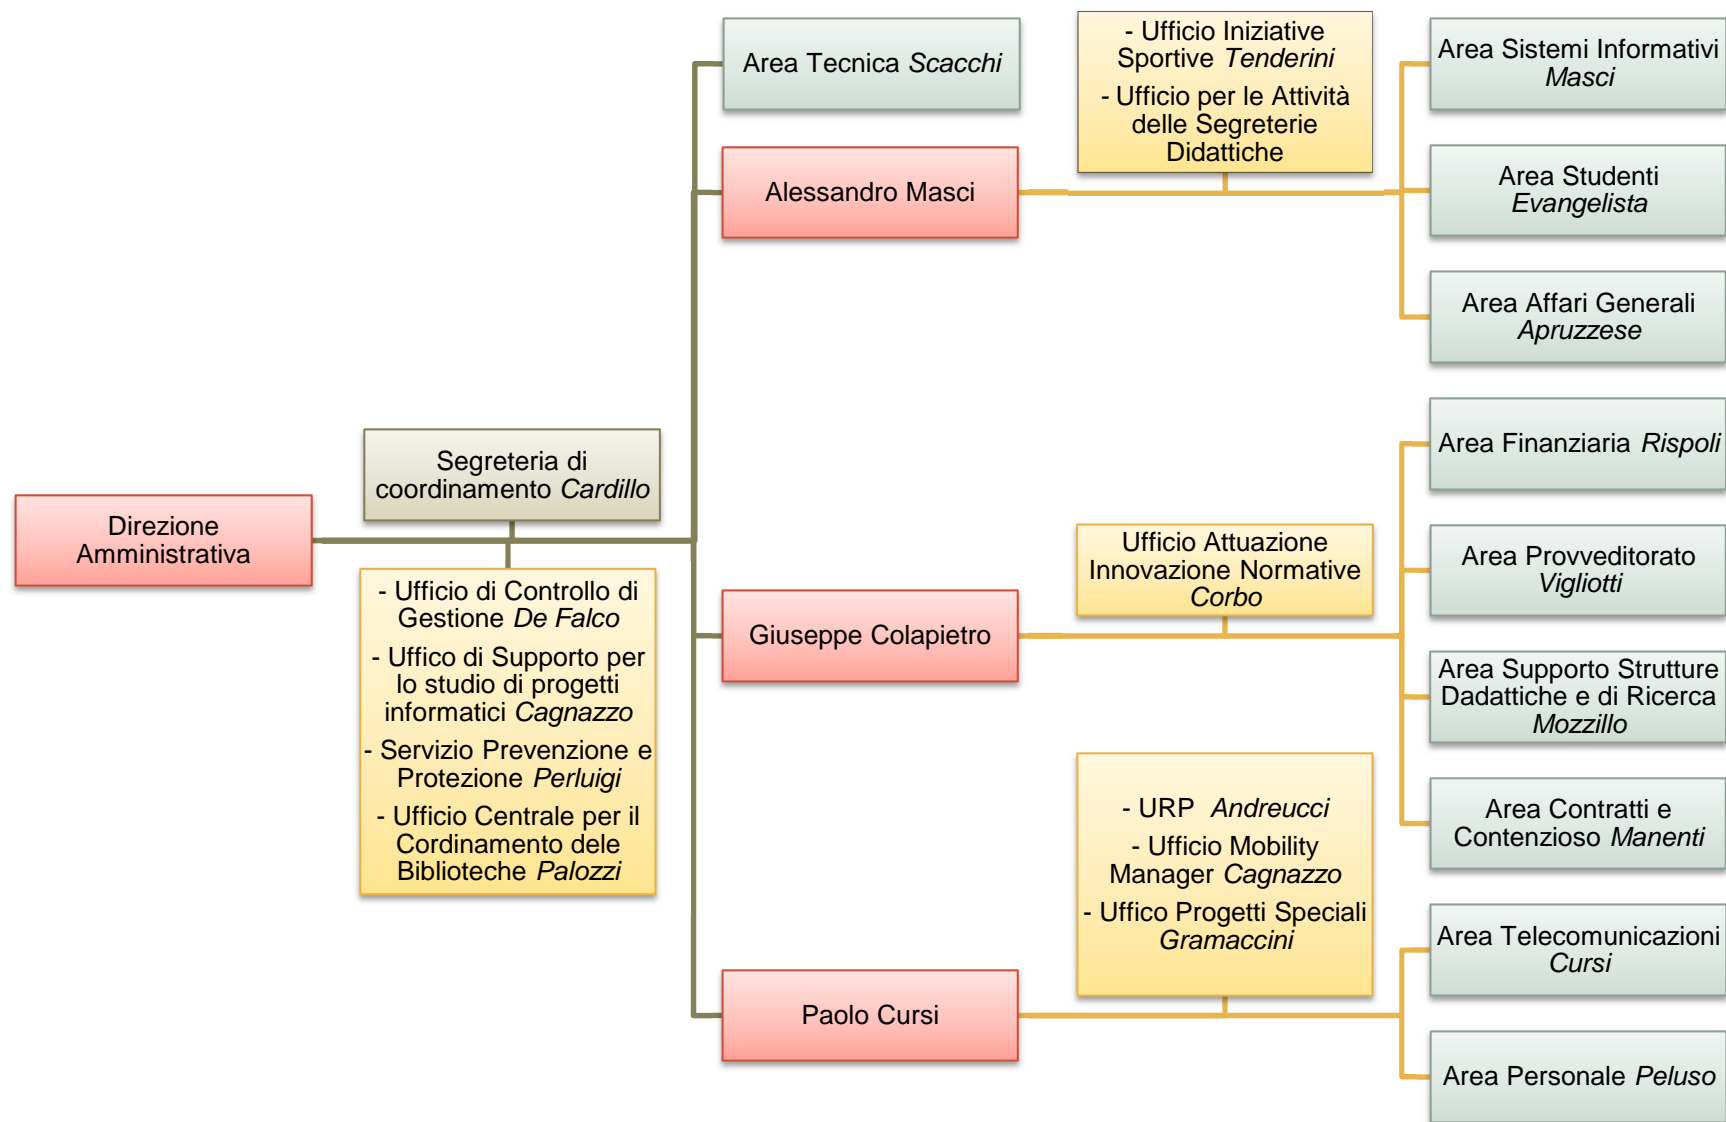 Direzione
Amministrativa
Segreteria di
coordinamento Cardillo
- Ufficio di Controllo di
Gestione De Falco
- Uffico di Supporto per
lo studio di progetti
informatici Cagnazzo
- Servizio Prevenzione e
Protezione Perluigi
- Ufficio Centrale per il
Cordinamento dele
Biblioteche Palozzi
Area Tecnica Scacchi
Alessandro Masci
- Ufficio Iniziative
Sportive Tenderini
- Ufficio per le Attività
delle Segreterie
Didattiche
Area Sistemi Informativi
Masci
Area Studenti
Evangelista
Area Affari Generali
Apruzzese
Giuseppe Colapietro
Ufficio Attuazione
Innovazione Normative
Corbo
Area Finanziaria Rispoli
Area Provveditorato
Vigliotti
Area Supporto Strutture
Dadattiche e di Ricerca
Mozzillo
Area Contratti e
Contenzioso Manenti
Paolo Cursi
- URP Andreucci
- Ufficio Mobility
Manager Cagnazzo
- Uffico Progetti Speciali
Gramaccini
Area Telecomunicazioni
Cursi
Area Personale Peluso